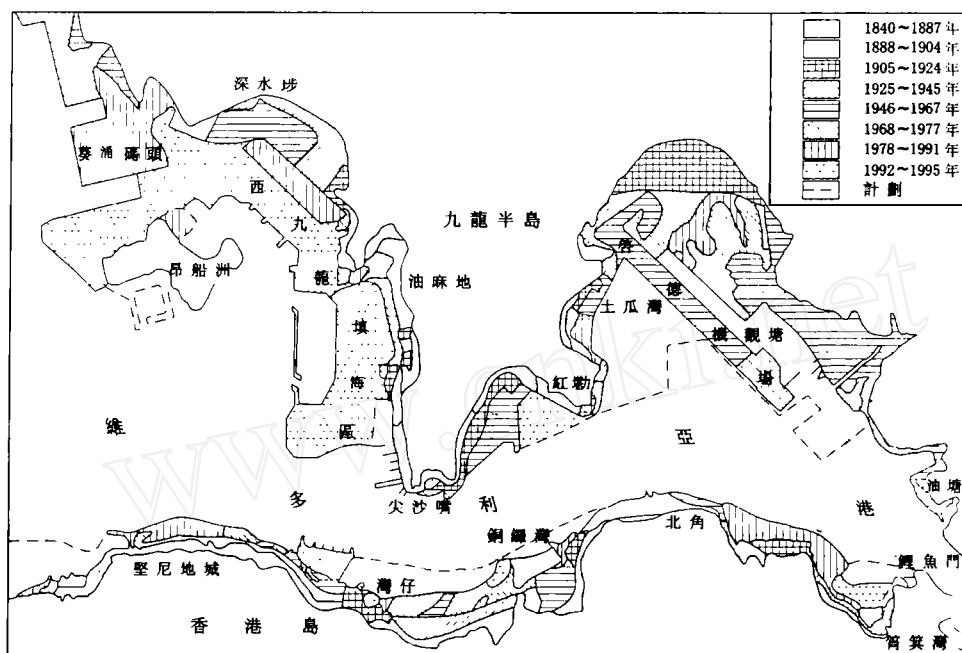 1840~1887年
1888~1904年
1905~1924年
1925~1945年
1946~1967年
1968~1977年
1978~1991年
1992~1995年
計劃
深水埗
葵涌碼頭
西九龍填海區
昂船洲
九龍半島
油麻地
啓德機場
土瓜灣
觀塘
紅磡
維多利亞港
尖沙嘴
油塘
銅鑼灣
北角
鯉魚門
堅尼地城
灣仔
香港島
筲箕灣
www.cnki.net